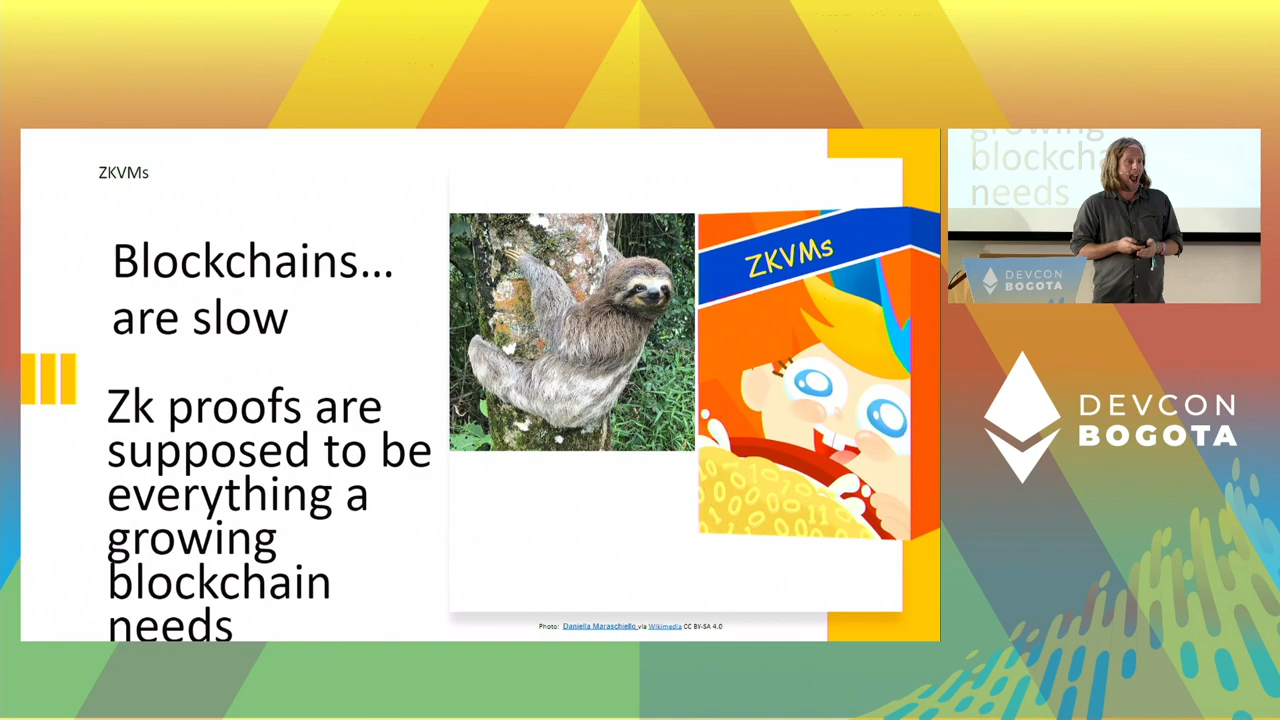 ZKVMs
Blockchains...
are slow
Zk proofs are
supposed to be
everything a
growing
blockchain
needs
ZKVMs
Photo: Daniella Maraschiello via Wikimedia CC BY-SA 4.0
growing
blockcha
needs
DEVCON
BOGOTA
DEVCON
BOGOTA